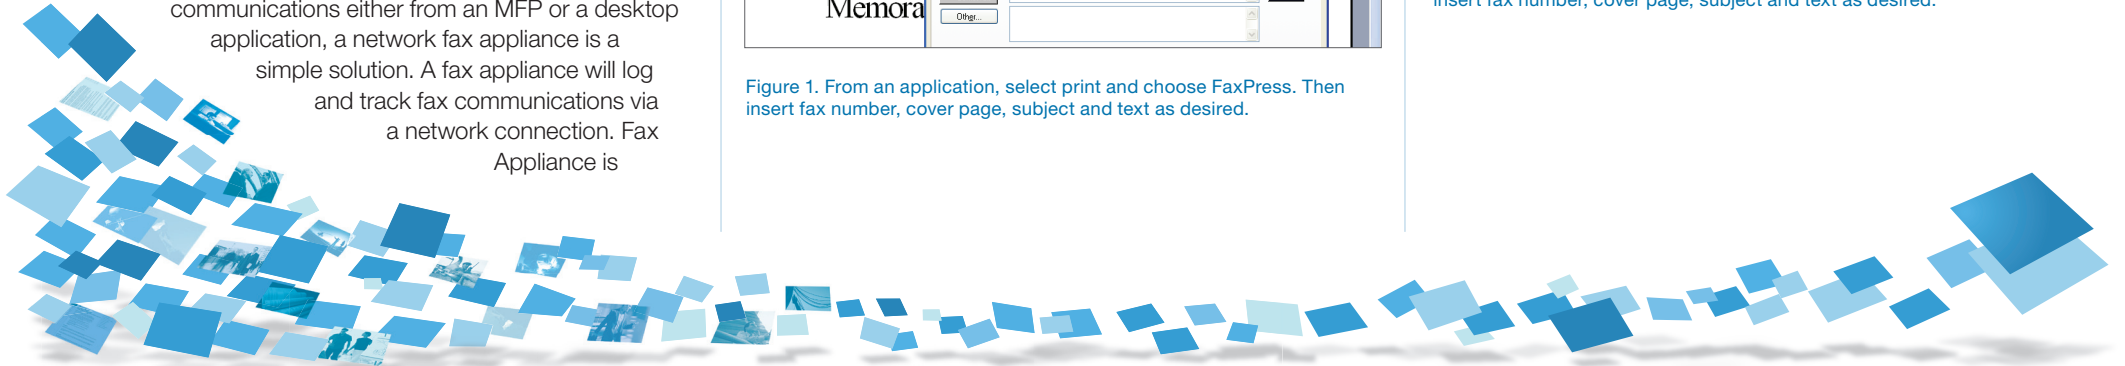 communications either from an MFP or a desktop
application, a network fax appliance is a
simple solution. A fax appliance will log
and track fax communications via
a network connection. Fax
Appliance is
Memora
Other...
Figure 1. From an application, select print and choose FaxPress. Then
insert fax number, cover page, subject and text as desired.
insert fax number, cover page, subject and text as desired.